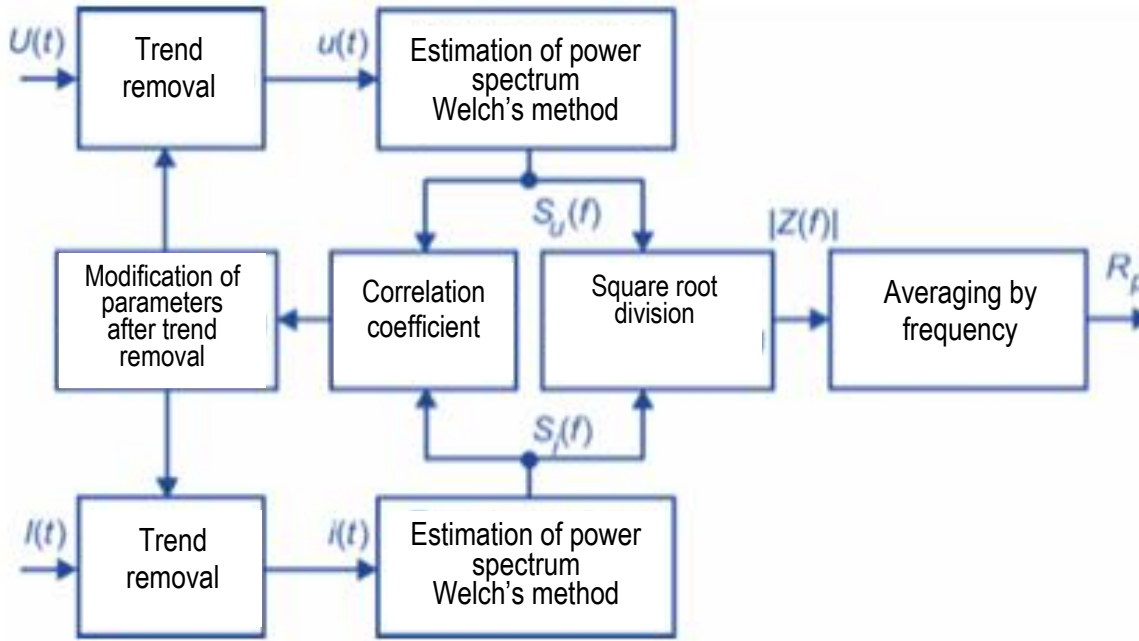 U(t)
Trend
removal
u(t)
Estimation of power
spectrum
Welch's method
S_u(f)
|Z(f)|
Modification of
parameters
after trend
removal
Correlation
coefficient
Square root
division
Averaging by
frequency
R_p
S_i(f)
I(t)
Trend
removal
i(t)
Estimation of power
spectrum
Welch's method